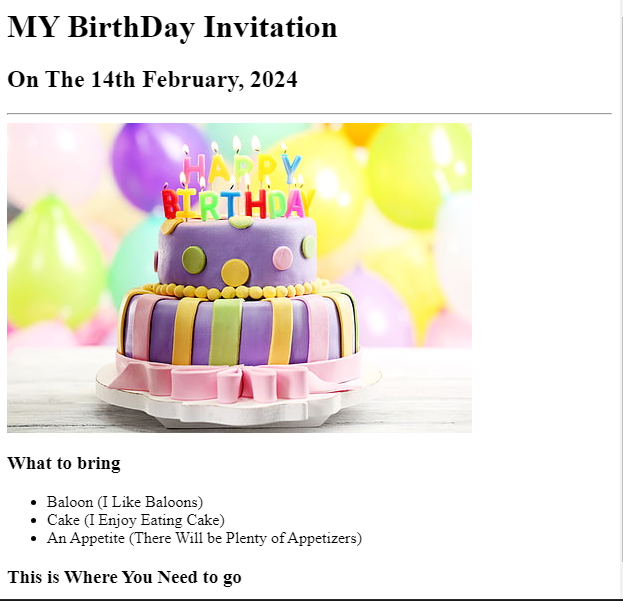 MY BirthDay Invitation
On The 14th February, 2024
HAPPY
BIRTHDAY
What to bring
Baloon (I Like Baloons)
Cake (I Enjoy Eating Cake)
An Appetite (There Will be Plenty of Appetizers)
This is Where You Need to go